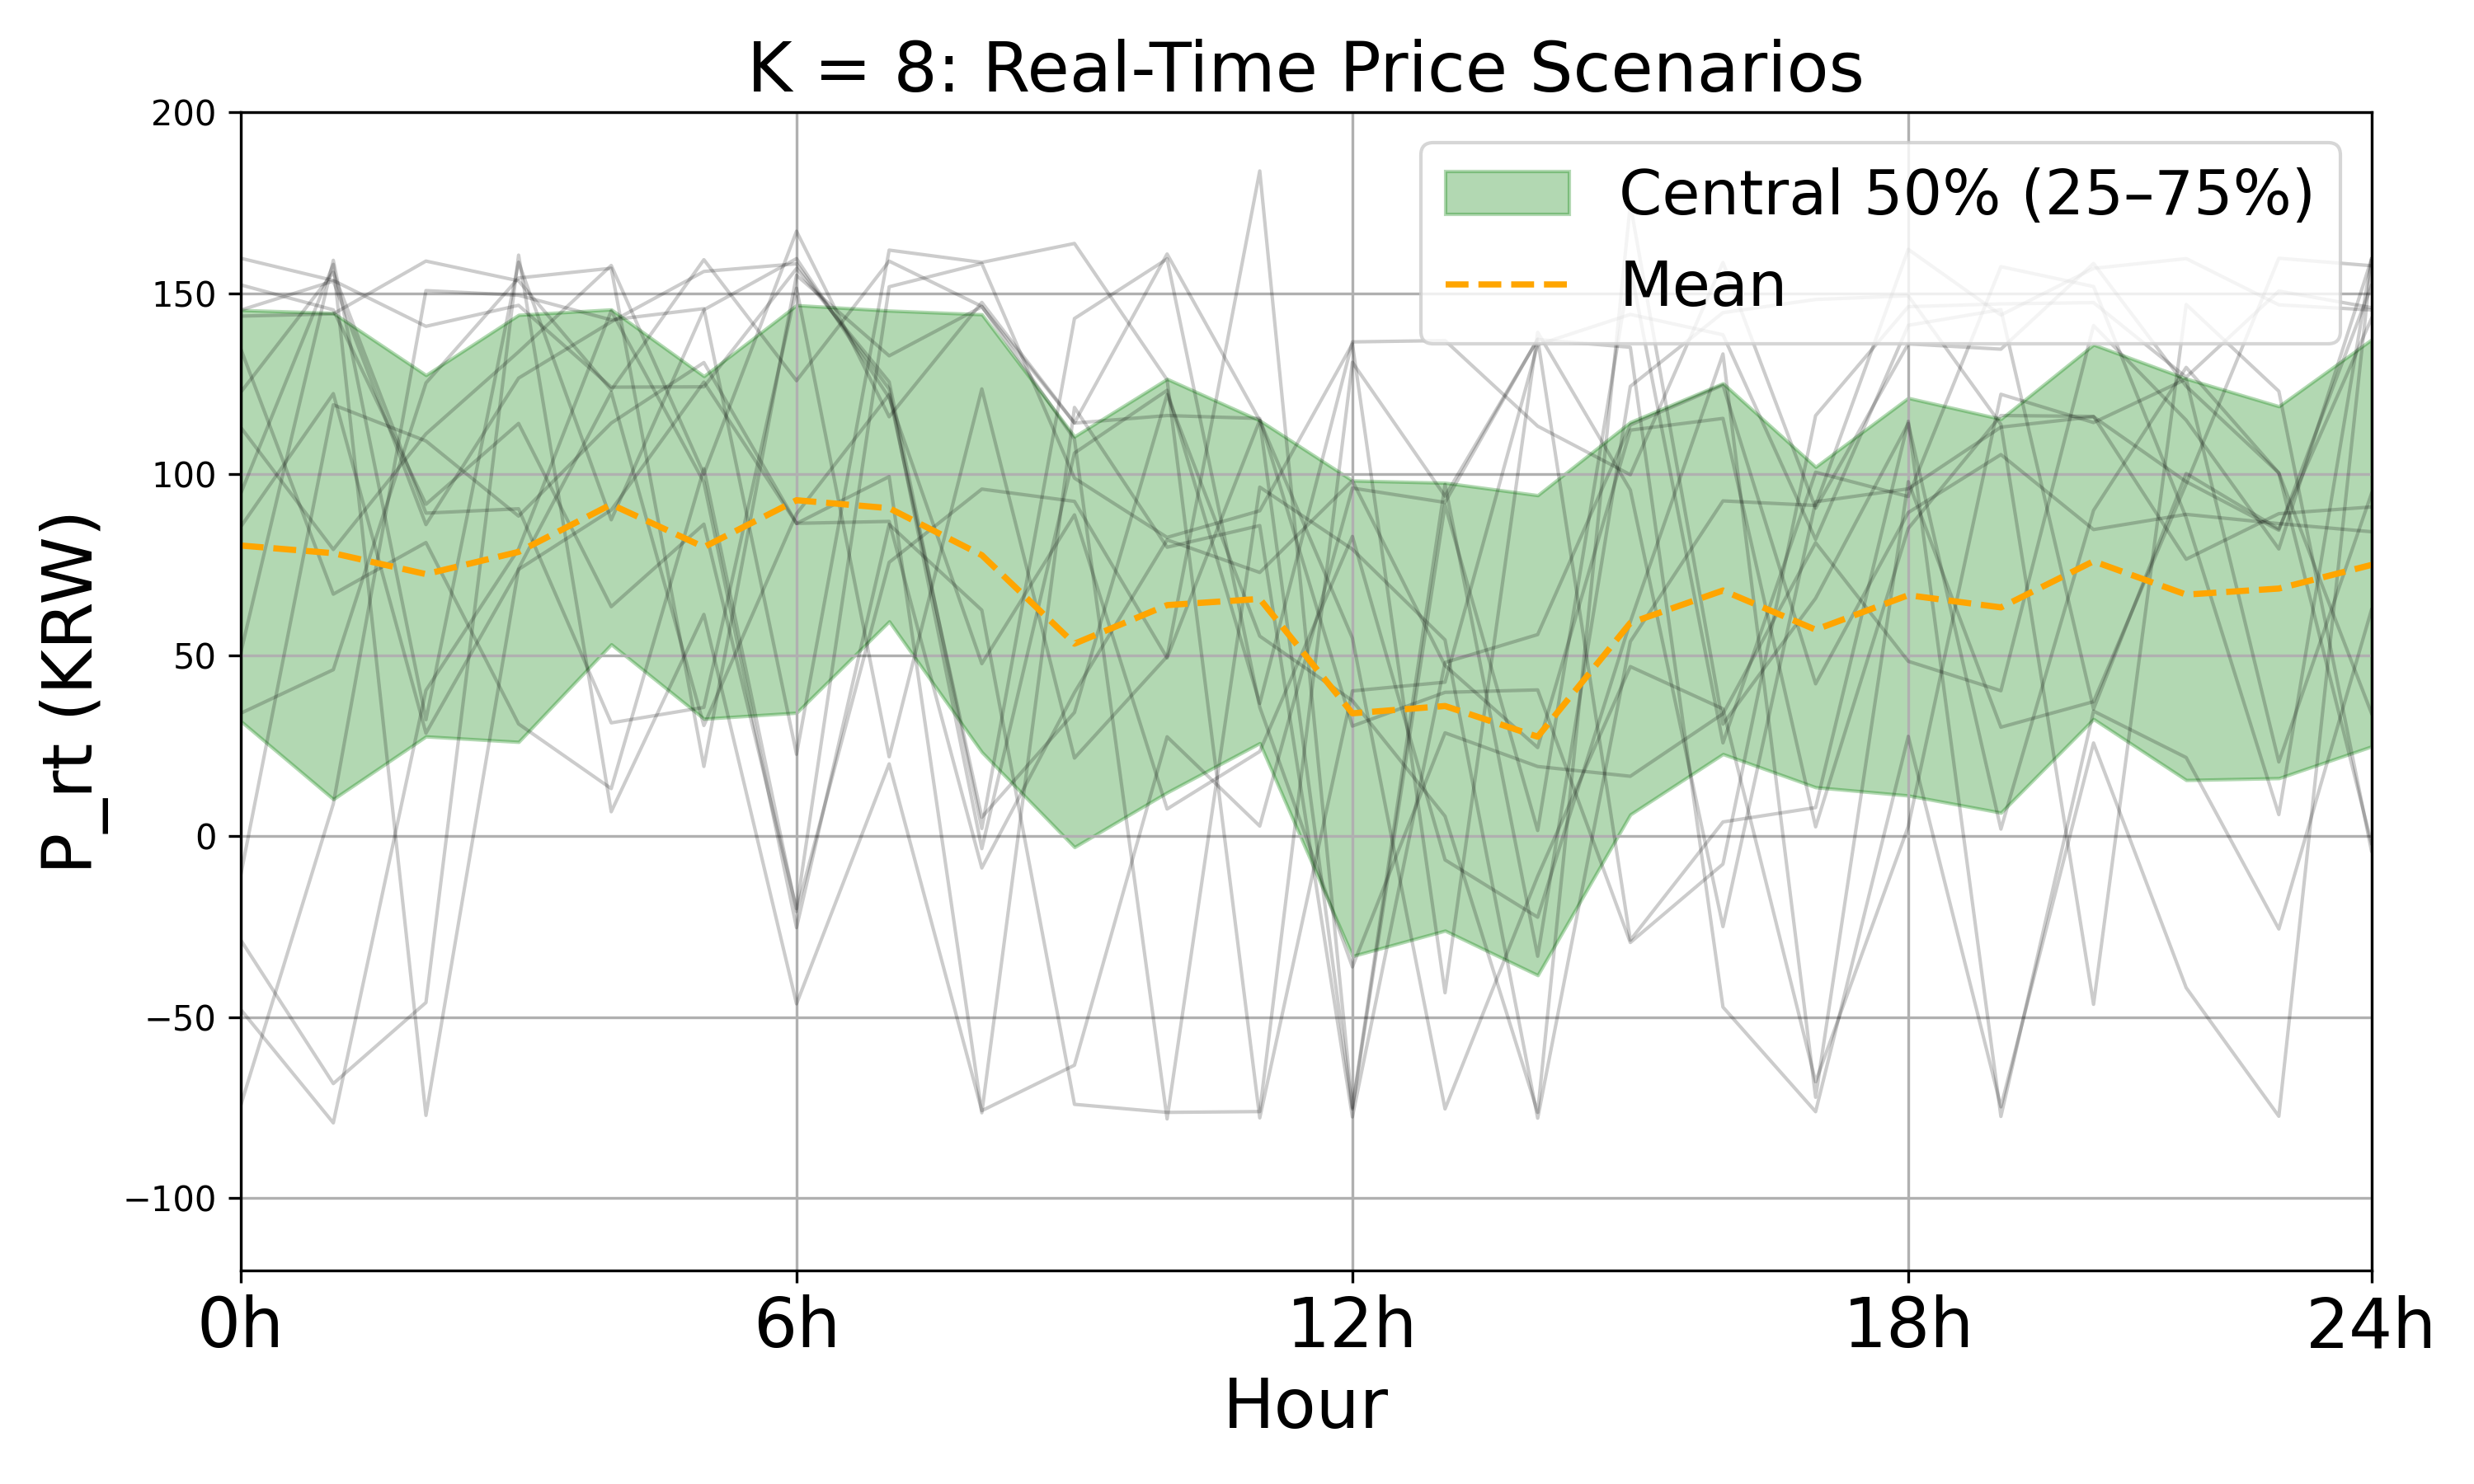 K = 8: Real-Time Price Scenarios
Central 50% (25–75%)
Mean
P_rt (KRW)
200
150
100
50
0
−50
−100
0h
6h
12h
18h
24h
Hour